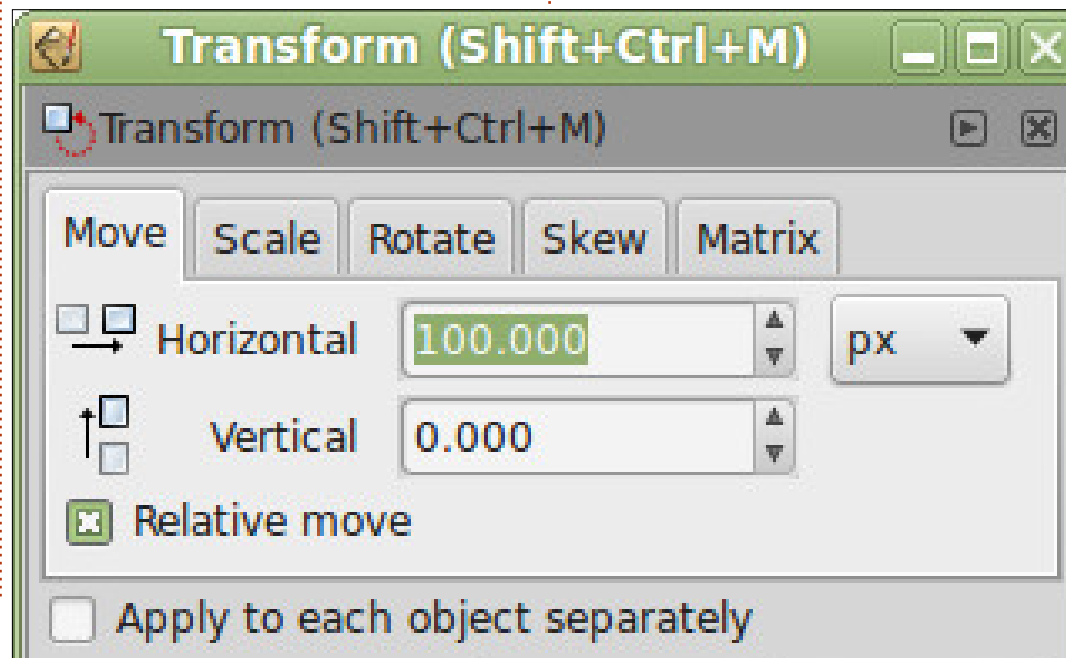 Transform (Shift+Ctrl+M)
Transform (Shift+Ctrl+M)
Move Scale Rotate Skew Matrix
Horizontal 100.000 px
Vertical 0.000
Relative move
Apply to each object separately